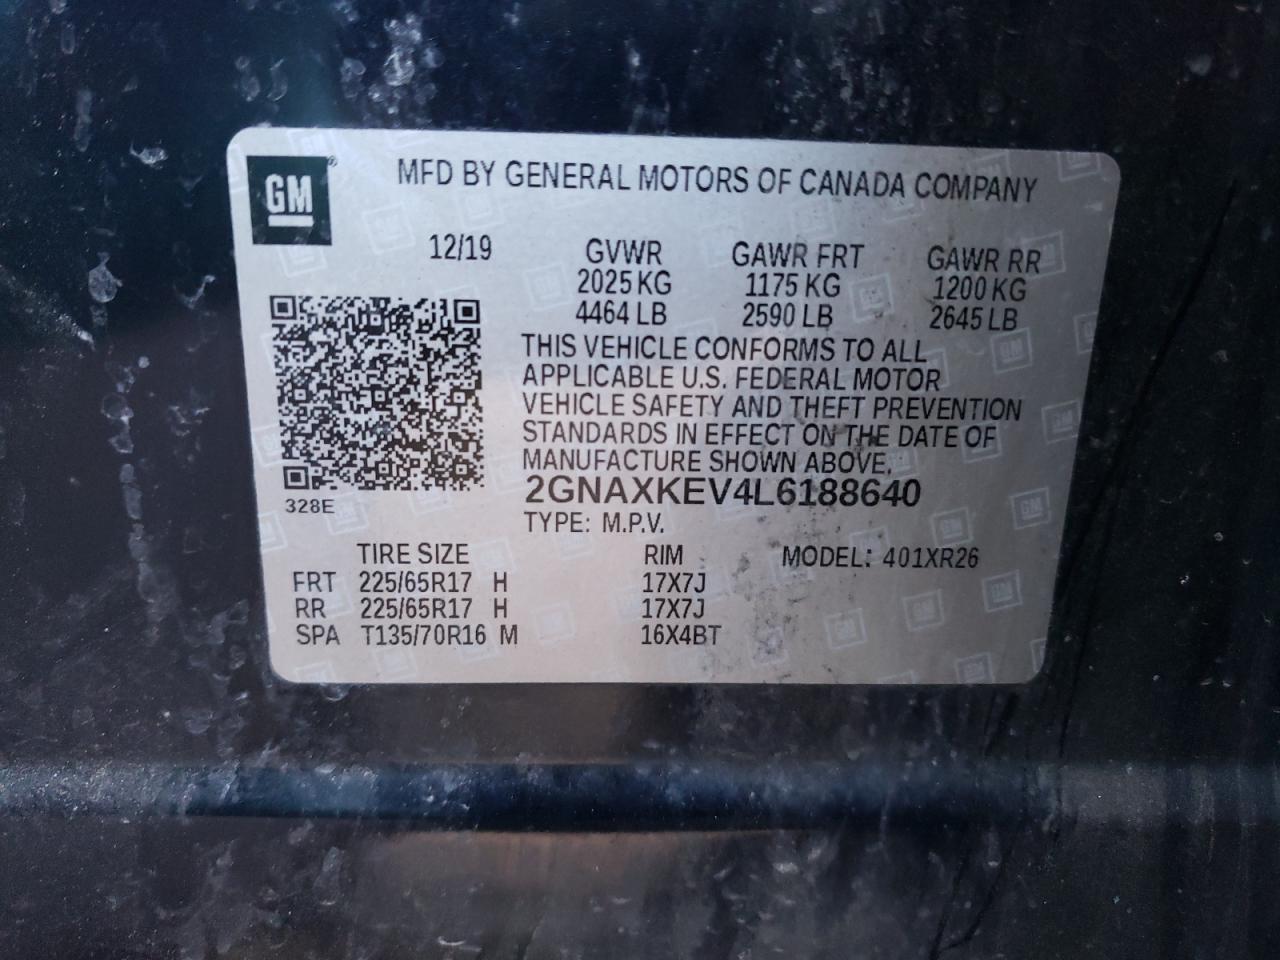 GM
MFD BY GENERAL MOTORS OF CANADA COMPANY
12/19 GVWR GAWR FRT GAWR RR
2025 KG 1175 KG 1200 KG
4464 LB 2590 LB 2645 LB
THIS VEHICLE CONFORMS TO ALL
APPLICABLE U.S. FEDERAL MOTOR
VEHICLE SAFETY AND THEFT PREVENTION
STANDARDS IN EFFECT ON THE DATE OF
MANUFACTURE SHOWN ABOVE.
2GNAXKEV4L6188640
328E
TYPE: M.P.V.
TIRE SIZE RIM MODEL: 401XR26
FRT 225/65R17 H 17X7J
RR 225/65R17 H 17X7J
SPA T135/70R16 M 16X4BT